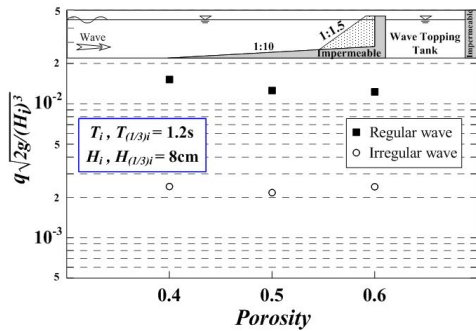 5
Wave
1:10
1:1.5
Impermeable
Wave Topping
Tank
Impermeable
2
10⁻²
5
2
10⁻³
5
q√2g/(H_i)³
T_i , T_(1/3)i = 1.2s
H_i , H_(1/3)i = 8cm
Regular wave
Irregular wave
0.4
0.5
0.6
Porosity